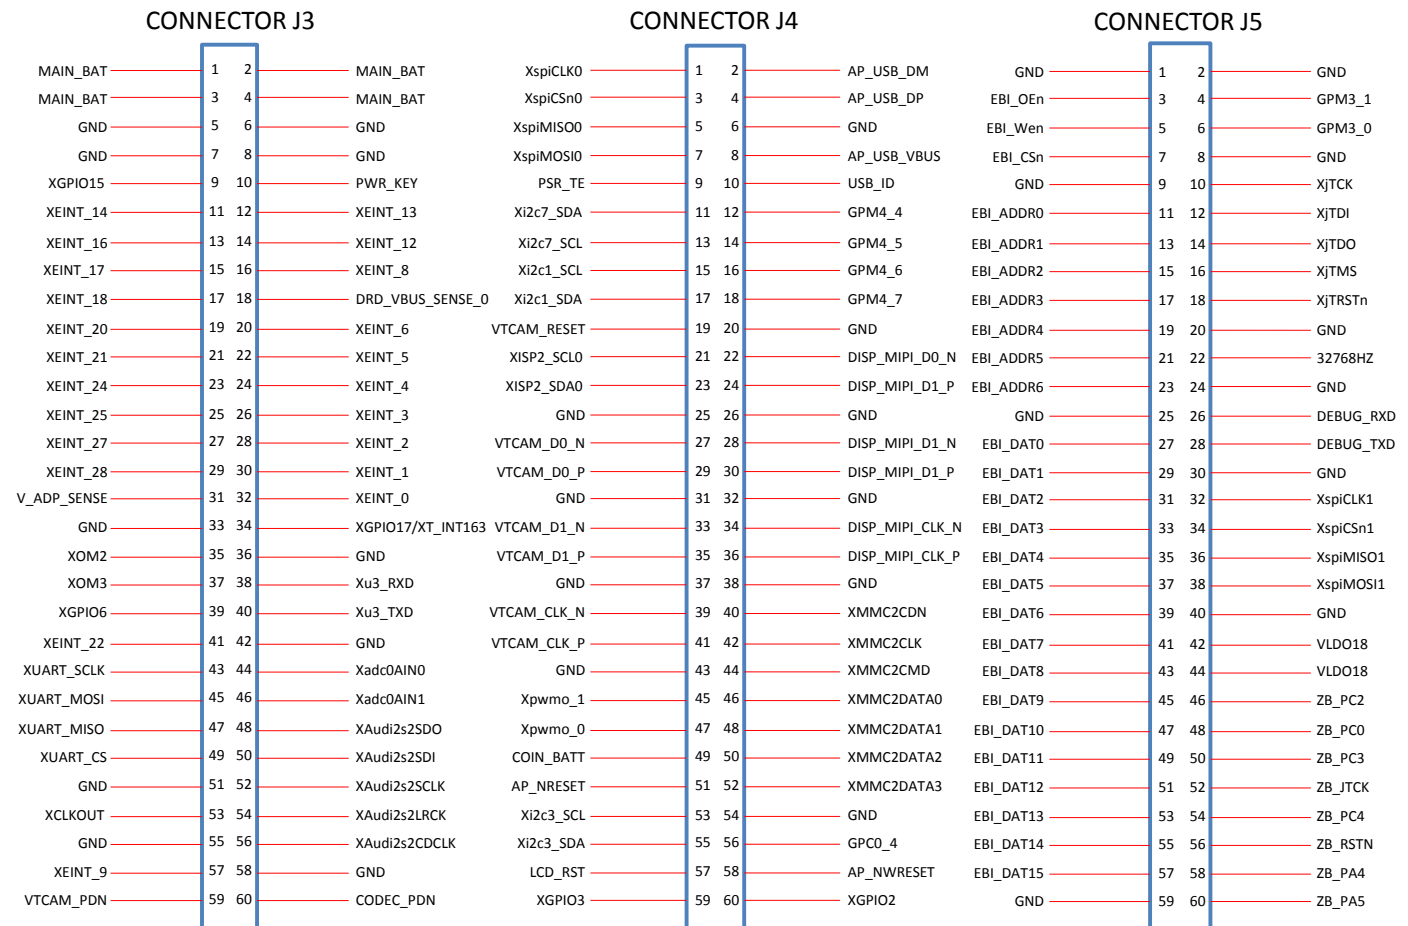 CONNECTOR J3 CONNECTOR J4 CONNECTOR J5
MAIN_BAT 1 2 MAIN_BAT XspiCLK0 1 2 AP_USB_DM GND 1 2 GND
MAIN_BAT 3 4 MAIN_BAT XspiCSn0 3 4 AP_USB_DP EBI_OEn 3 4 GPM3_1
GND 5 6 GND XspiMISO0 5 6 GND EBI_Wen 5 6 GPM3_0
GND 7 8 GND XspiMOSI0 7 8 AP_USB_VBUS EBI_CSn 7 8 GND
XGPIO15 9 10 PWR_KEY PSR_TE 9 10 USB_ID GND 9 10 XjTCK
XEINT_14 11 12 XEINT_13 Xi2c7_SDA 11 12 GPM4_4 EBI_ADDR0 11 12 XjTDI
XEINT_16 13 14 XEINT_12 Xi2c7_SCL 13 14 GPM4_5 EBI_ADDR1 13 14 XjTDO
XEINT_17 15 16 XEINT_8 Xi2c1_SCL 15 16 GPM4_6 EBI_ADDR2 15 16 XjTMS
XEINT_18 17 18 DRD_VBUS_SENSE_0 Xi2c1_SDA 17 18 GPM4_7 EBI_ADDR3 17 18 XjTRSTn
XEINT_20 19 20 XEINT_6 VTCAM_RESET 19 20 GND EBI_ADDR4 19 20 GND
XEINT_21 21 22 XEINT_5 XISP2_SCL0 21 22 DISP_MIPI_D0_N EBI_ADDR5 21 22 32768HZ
XEINT_24 23 24 XEINT_4 XISP2_SDA0 23 24 DISP_MIPI_D1_P EBI_ADDR6 23 24 GND
XEINT_25 25 26 XEINT_3 GND 25 26 GND GND 25 26 DEBUG_RXD
XEINT_27 27 28 XEINT_2 VTCAM_D0_N 27 28 DISP_MIPI_D1_N EBI_DAT0 27 28 DEBUG_TXD
XEINT_28 29 30 XEINT_1 VTCAM_D0_P 29 30 DISP_MIPI_D1_P EBI_DAT1 29 30 GND
V_ADP_SENSE 31 32 XEINT_0 GND 31 32 GND EBI_DAT2 31 32 XspiCLK1
GND 33 34 XGPIO17/XT_INT163 VTCAM_D1_N 33 34 DISP_MIPI_CLK_N EBI_DAT3 33 34 XspiCSn1
XOM2 35 36 GND VTCAM_D1_P 35 36 DISP_MIPI_CLK_P EBI_DAT4 35 36 XspiMISO1
XOM3 37 38 Xu3_RXD GND 37 38 GND EBI_DAT5 37 38 XspiMOSI1
XGPIO6 39 40 Xu3_TXD VTCAM_CLK_N 39 40 XMMC2CDN EBI_DAT6 39 40 GND
XEINT_22 41 42 GND VTCAM_CLK_P 41 42 XMMC2CLK EBI_DAT7 41 42 VLDO18
XUART_SCLK 43 44 Xadc0AIN0 GND 43 44 XMMC2CMD EBI_DAT8 43 44 VLDO18
XUART_MOSI 45 46 Xadc0AIN1 Xpwmo_1 45 46 XMMC2DATA0 EBI_DAT9 45 46 ZB_PC2
XUART_MISO 47 48 XAudi2s2SDO Xpwmo_0 47 48 XMMC2DATA1 EBI_DAT10 47 48 ZB_PC0
XUART_CS 49 50 XAudi2s2SDI COIN_BATT 49 50 XMMC2DATA2 EBI_DAT11 49 50 ZB_PC3
GND 51 52 XAudi2s2SCLK AP_NRESET 51 52 XMMC2DATA3 EBI_DAT12 51 52 ZB_JTCK
XCLKOUT 53 54 XAudi2s2LRCK Xi2c3_SCL 53 54 GND EBI_DAT13 53 54 ZB_PC4
GND 55 56 XAudi2s2CDCLK Xi2c3_SDA 55 56 GPC0_4 EBI_DAT14 55 56 ZB_RSTN
XEINT_9 57 58 GND LCD_RST 57 58 AP_NWRESET EBI_DAT15 57 58 ZB_PA4
VTCAM_PDN 59 60 CODEC_PDN XGPIO3 59 60 XGPIO2 GND 59 60 ZB_PA5